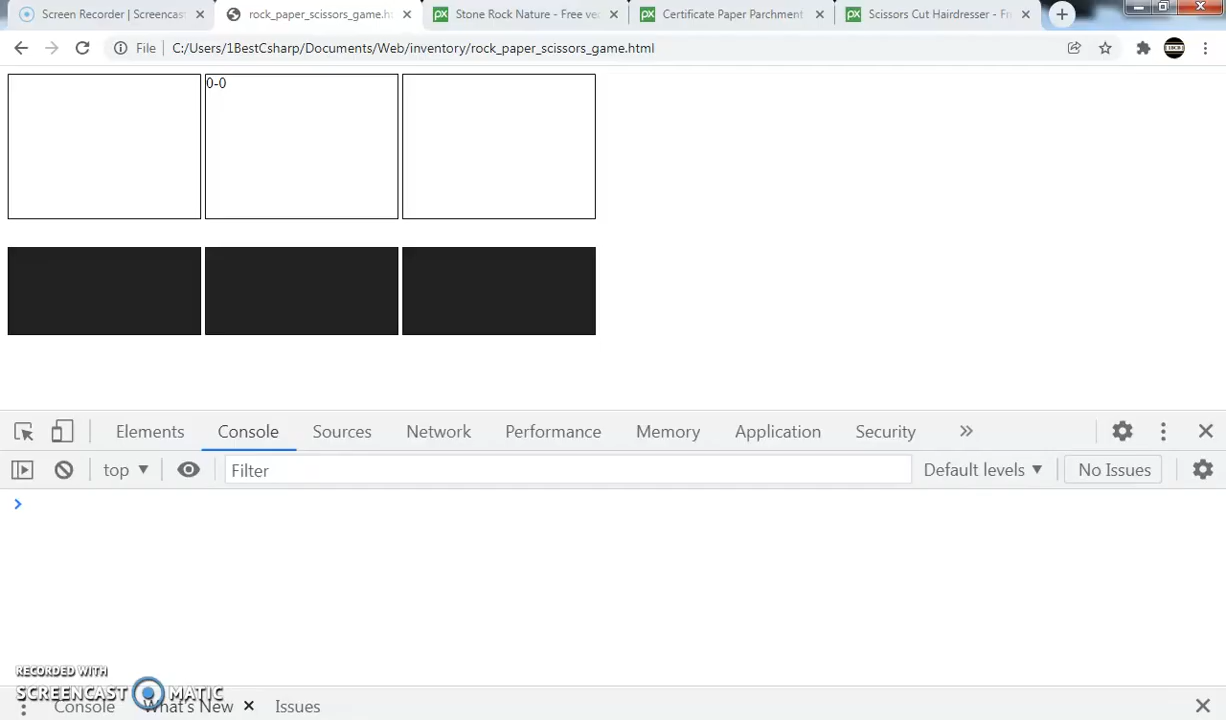 Screen Recorder | Screencas
rock_paper_scissors_game.h
Stone Rock Nature - Free vec
Certificate Paper Parchment
Scissors Cut Hairdresser - Fr
File
C:/Users/1BestCsharp/Documents/Web/inventory/rock_paper_scissors_game.html
0-0
Elements
Console
Sources
Network
Performance
Memory
Application
Security
top
Filter
Default levels
No Issues
RECORDED WITH
SCREENCAST MATIC
Console
What's New
Issues